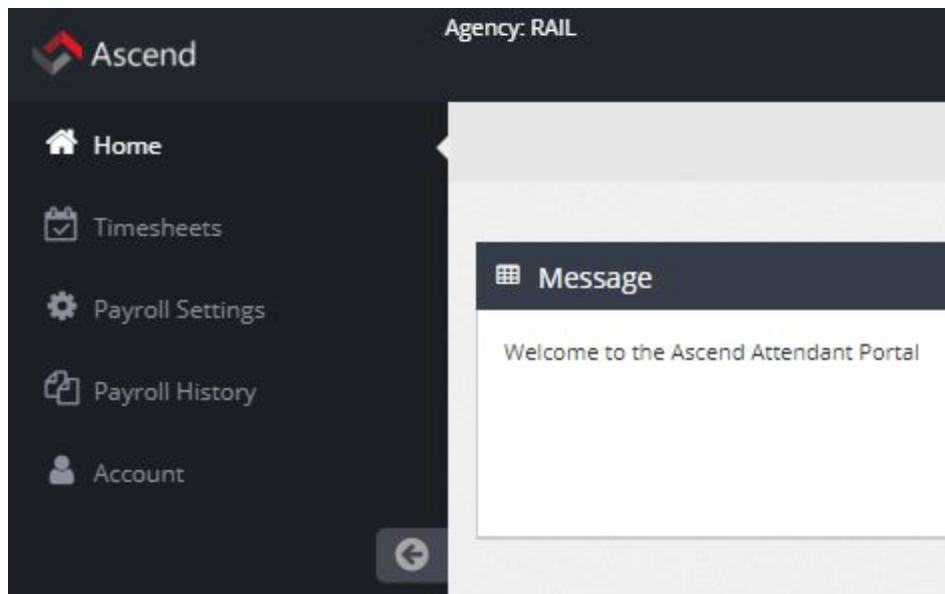 Ascend
Agency: RAIL
Home
Timesheets
Payroll Settings
Payroll History
Account
Message
Welcome to the Ascend Attendant Portal